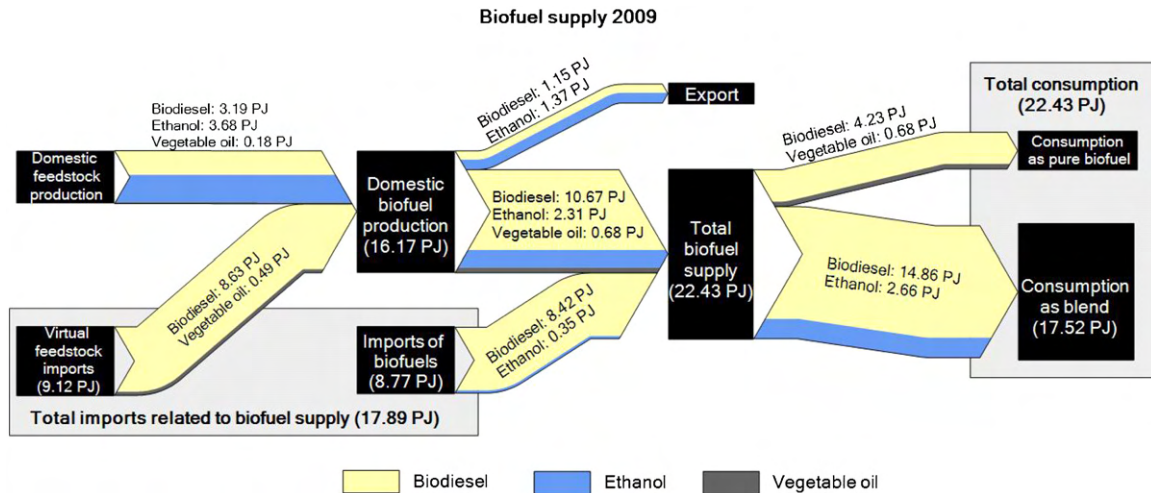 Biofuel supply 2009
Biodiesel: 3.19 PJ
Ethanol: 3.68 PJ
Vegetable oil: 0.18 PJ
Domestic
feedstock
production
Biodiesel: 8.63 PJ
Vegetable oil: 0.49 PJ
Virtual
feedstock
imports
(9.12 PJ)
Total imports related to biofuel supply (17.89 PJ)
Domestic
biofuel
production
(16.17 PJ)
Biodiesel: 1.15 PJ
Ethanol: 1.37 PJ
Export
Biodiesel: 10.67 PJ
Ethanol: 2.31 PJ
Vegetable oil: 0.68 PJ
Imports of
biofuels
(8.77 PJ)
Biodiesel: 8.42 PJ
Ethanol: 0.35 PJ
Total
biofuel
supply
(22.43 PJ)
Biodiesel: 4.23 PJ
Vegetable oil: 0.68 PJ
Total consumption
(22.43 PJ)
Consumption
as pure biofuel
Biodiesel: 14.86 PJ
Ethanol: 2.66 PJ
Consumption
as blend
(17.52 PJ)
Biodiesel
Ethanol
Vegetable oil